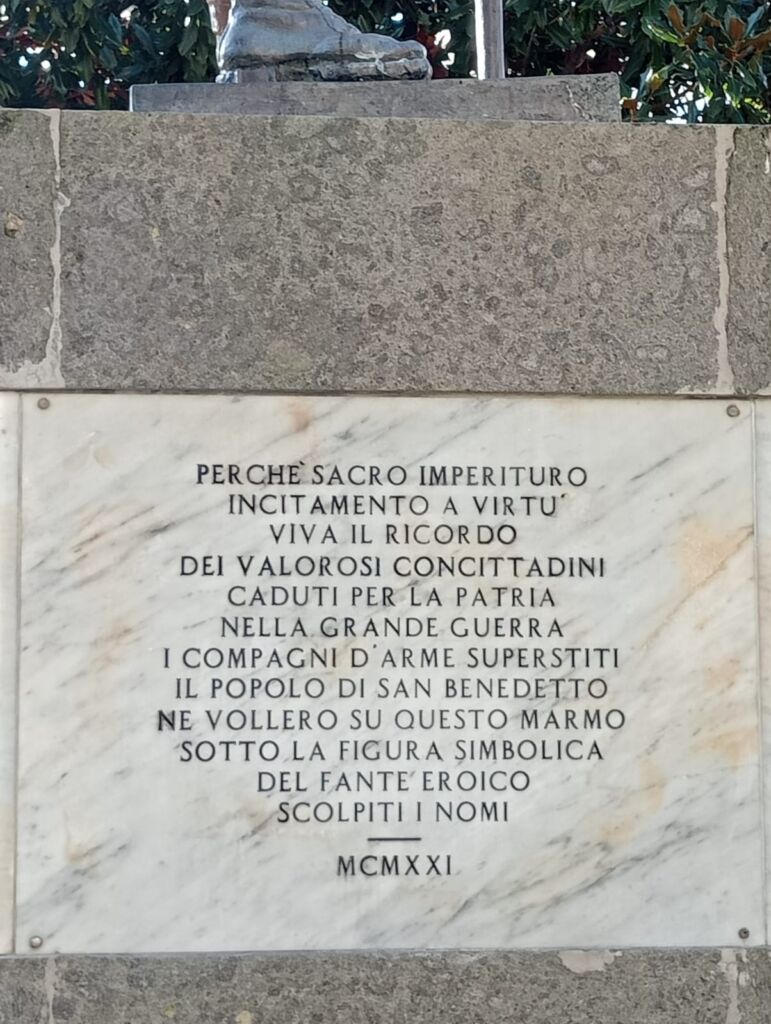 PERCHE` SACRO IMPERITURO
INCITAMENTO A VIRTU'
VIVA IL RICORDO
DEI VALOROSI CONCITTADINI
CADUTI PER LA PATRIA
NELLA GRANDE GUERRA
I COMPAGNI D'ARME SUPERSTITI
IL POPOLO DI SAN BENEDETTO
NE VOLLERO SU QUESTO MARMO
SOTTO LA FIGURA SIMBOLICA
DEL FANTE EROICO
SCOLPITI I NOMI
MCMXXI